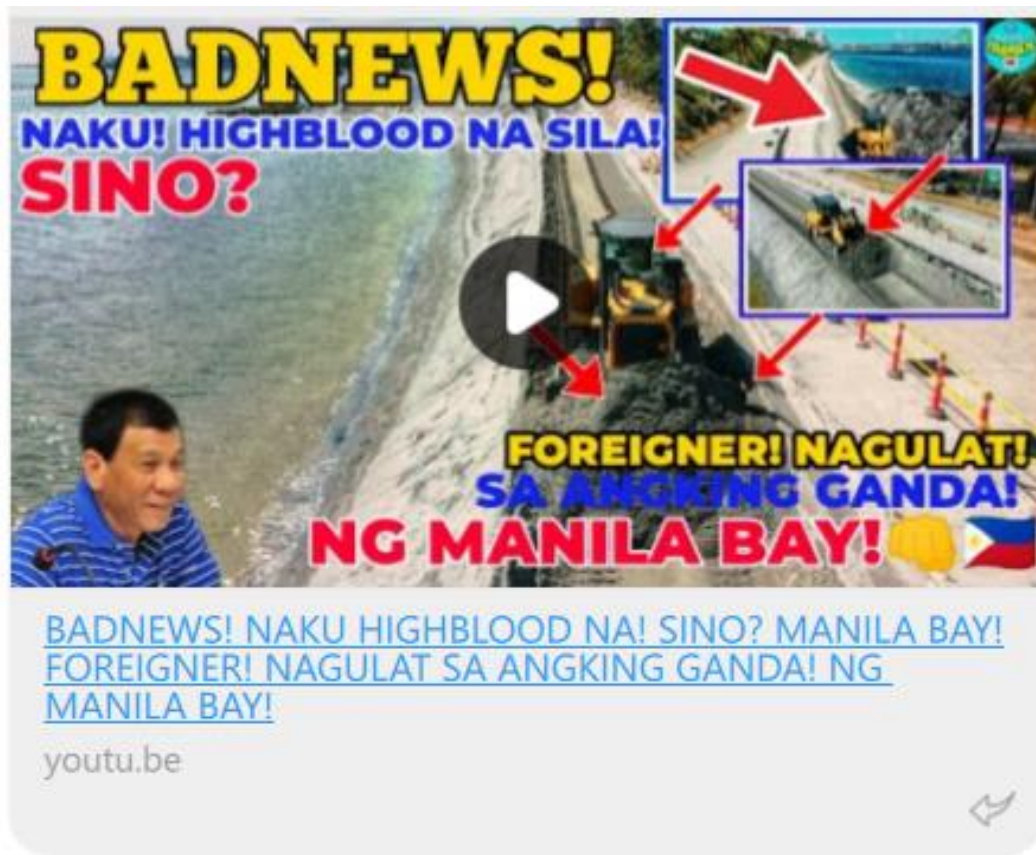 BADNEWS!
NAKU! HIGHBLOOD NA SILA!
SINO?
FOREIGNER! NAGULAT!
SA ANGKING GANDA!
NG MANILA BAY!
BADNEWS! NAKU HIGHBLOOD NA! SINO? MANILA BAY!
FOREIGNER! NAGULAT SA ANGKING GANDA! NG
MANILA BAY!
youtu.be